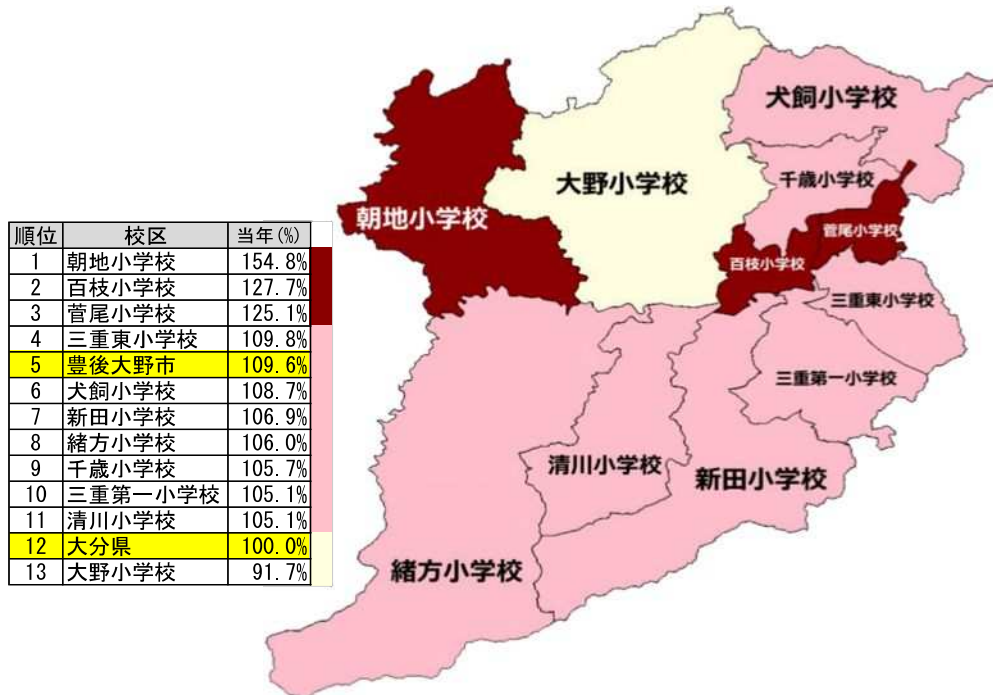 順位 校区 当年(%)
1 朝地小学校 154.8%
2 百枝小学校 127.7%
3 菅尾小学校 125.1%
4 三重東小学校 109.8%
5 豊後大野市 109.6%
6 犬飼小学校 108.7%
7 新田小学校 106.9%
8 緒方小学校 106.0%
9 千歳小学校 105.7%
10 三重第一小学校 105.1%
11 清川小学校 105.1%
12 大分県 100.0%
13 大野小学校 91.7%
犬飼小学校
千歳小学校
大野小学校
朝地小学校
菅尾小学校
百枝小学校
三重東小学校
三重第一小学校
清川小学校
新田小学校
緒方小学校